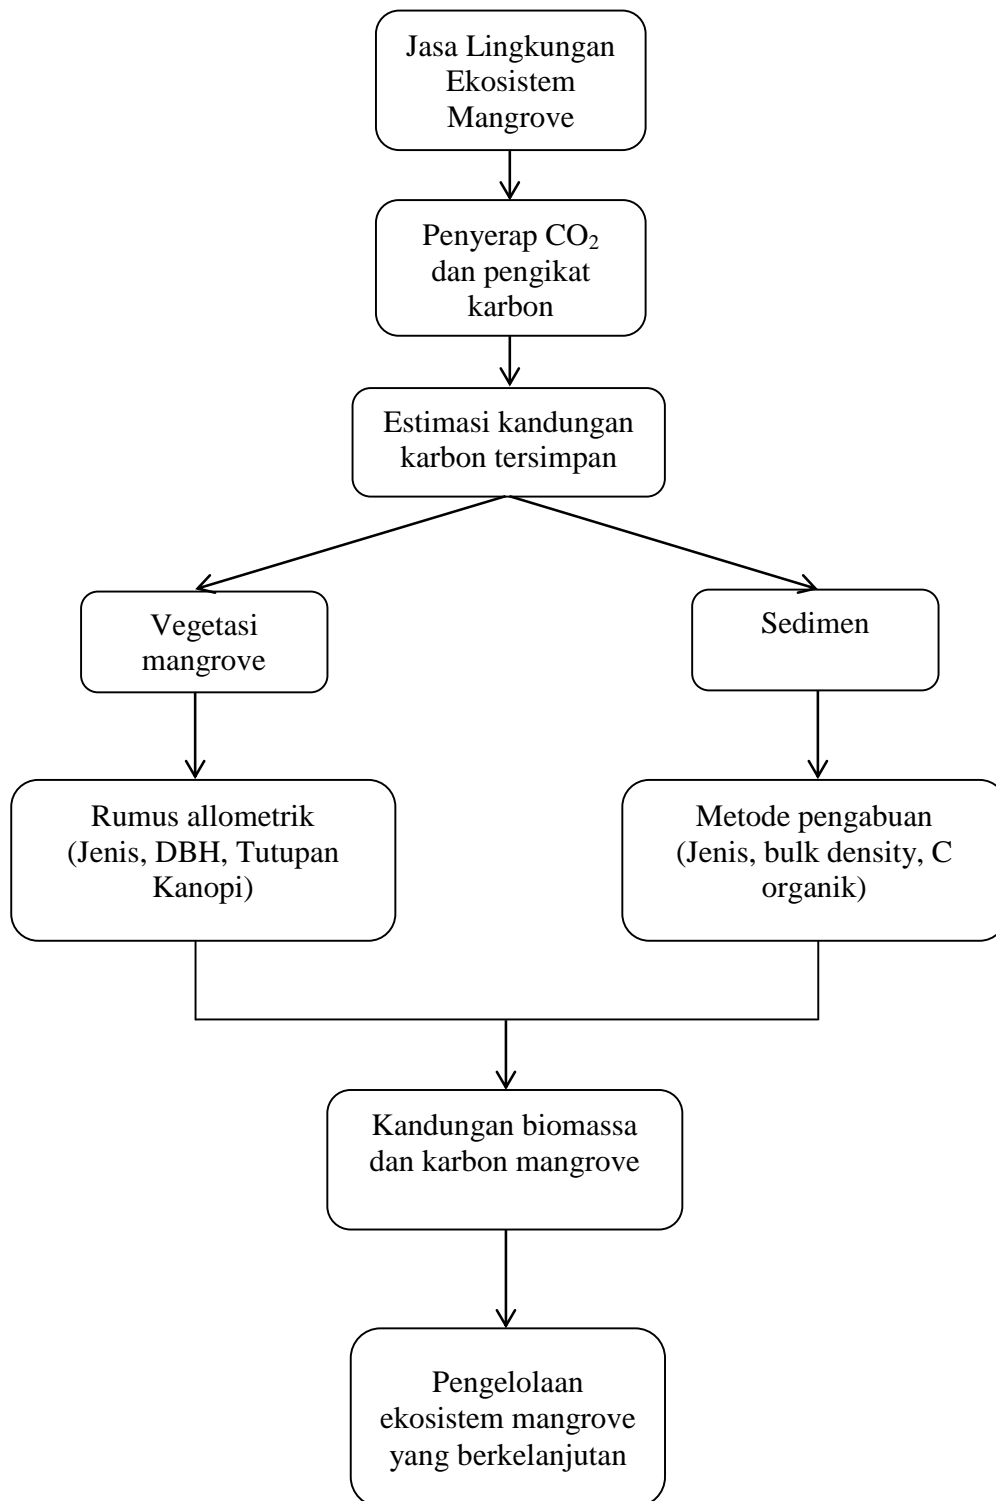 Jasa Lingkungan
Ekosistem
Mangrove
Penyerap CO₂
dan pengikat
karbon
Estimasi kandungan
karbon tersimpan
Vegetasi
mangrove
Sedimen
Rumus allometrik
(Jenis, DBH, Tutupan
Kanopi)
Metode pengabuan
(Jenis, bulk density, C
organik)
Kandungan biomassa
dan karbon mangrove
Pengelolaan
ekosistem mangrove
yang berkelanjutan